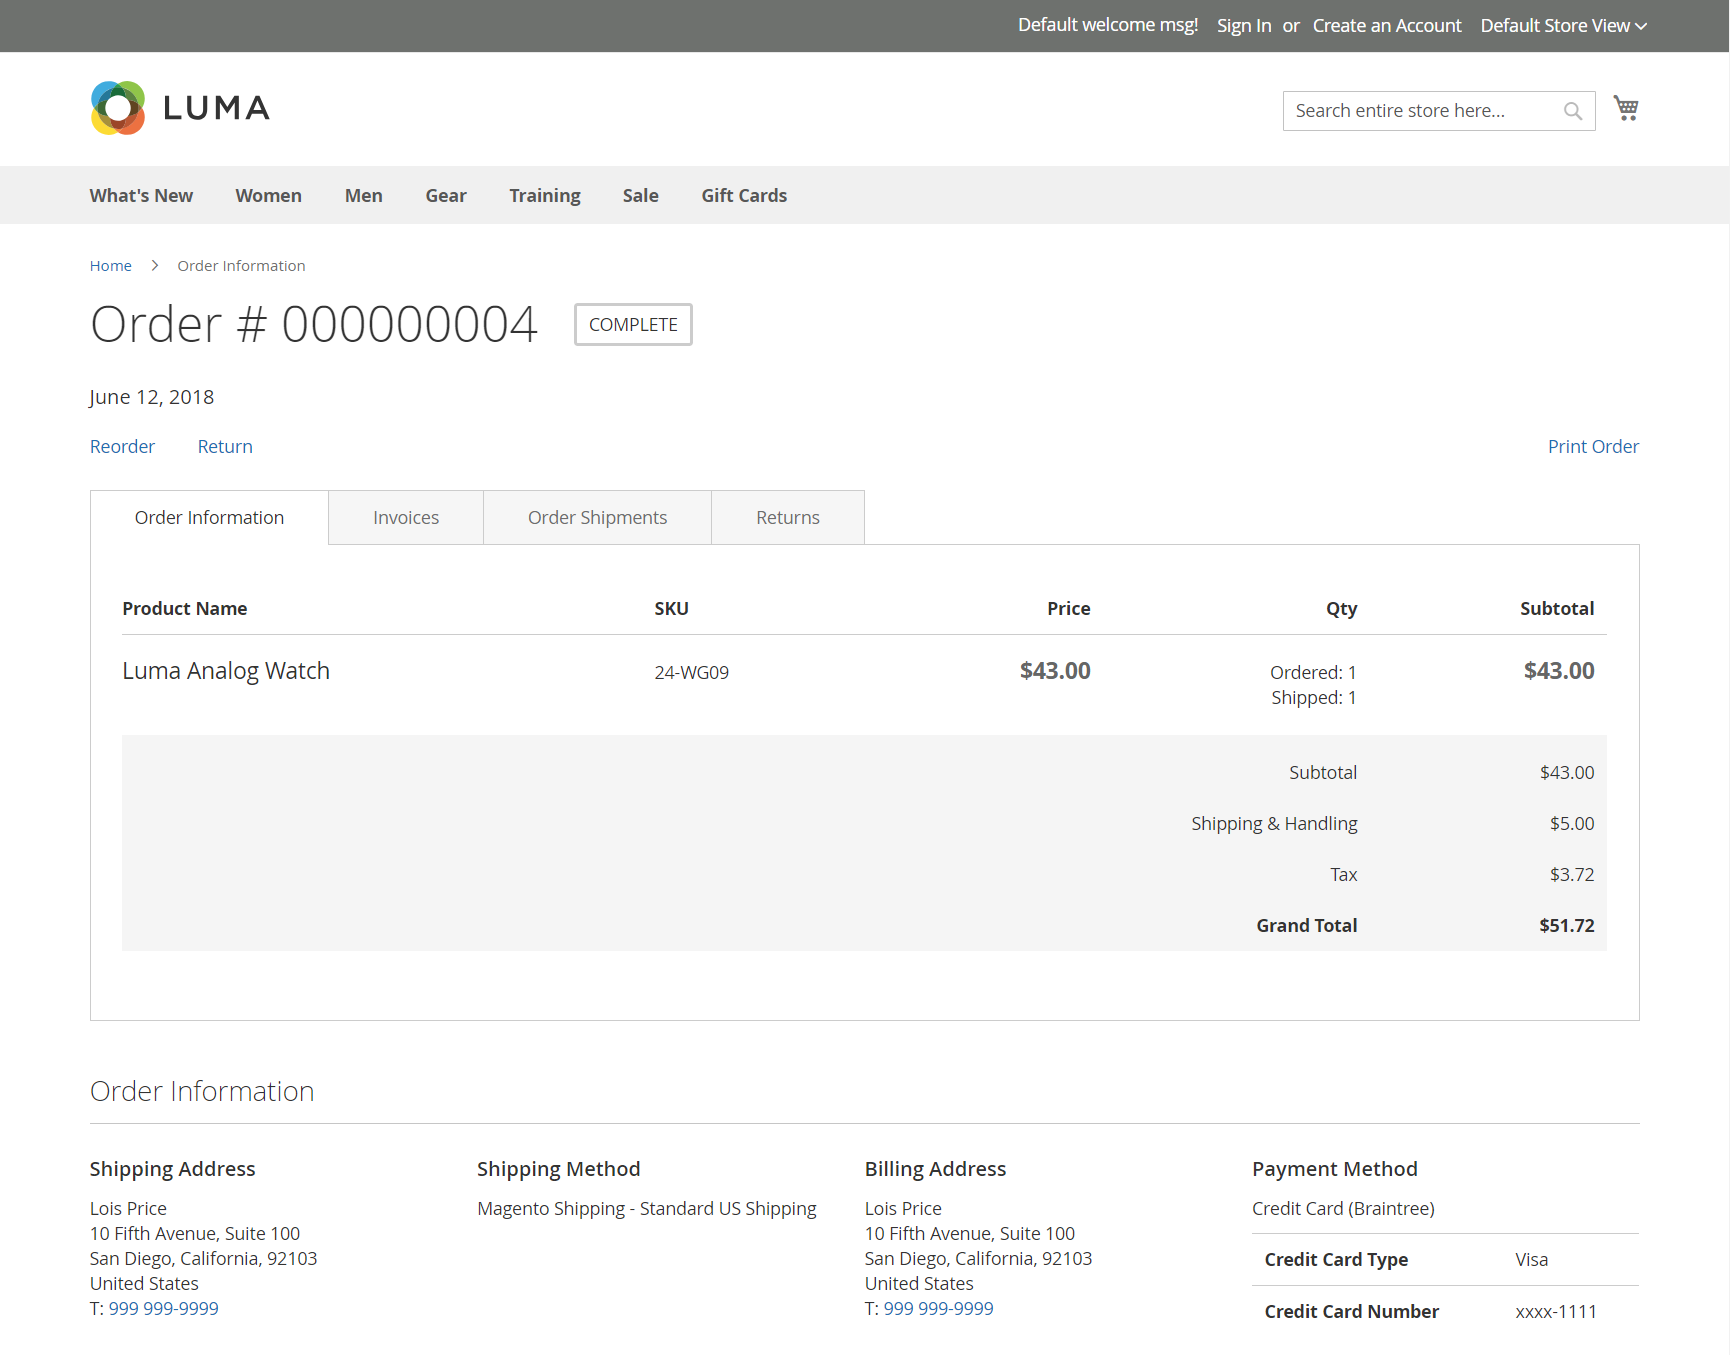 Default welcome msg! Sign In or Create an Account Default Store View
LUMA
Search entire store here...
What's New Women Men Gear Training Sale Gift Cards
Home > Order Information
Order # 000000004 COMPLETE
June 12, 2018
Reorder Return Print Order
Order Information Invoices Order Shipments Returns
Product Name SKU Price Qty Subtotal
Luma Analog Watch 24-WG09 $43.00 Ordered: 1 $43.00
Shipped: 1
Subtotal $43.00
Shipping & Handling $5.00
Tax $3.72
Grand Total $51.72
Order Information
Shipping Address
Lois Price
10 Fifth Avenue, Suite 100
San Diego, California, 92103
United States
T: 999 999-9999
Shipping Method
Magento Shipping - Standard US Shipping
Billing Address
Lois Price
10 Fifth Avenue, Suite 100
San Diego, California, 92103
United States
T: 999 999-9999
Payment Method
Credit Card (Braintree)
Credit Card Type Visa
Credit Card Number xxxx-1111